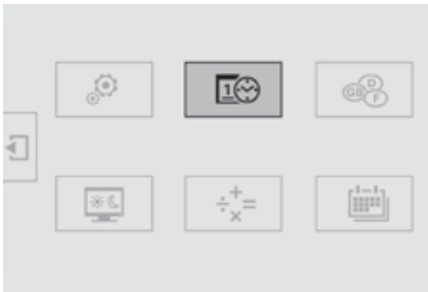 1
GB D F
÷ + × =